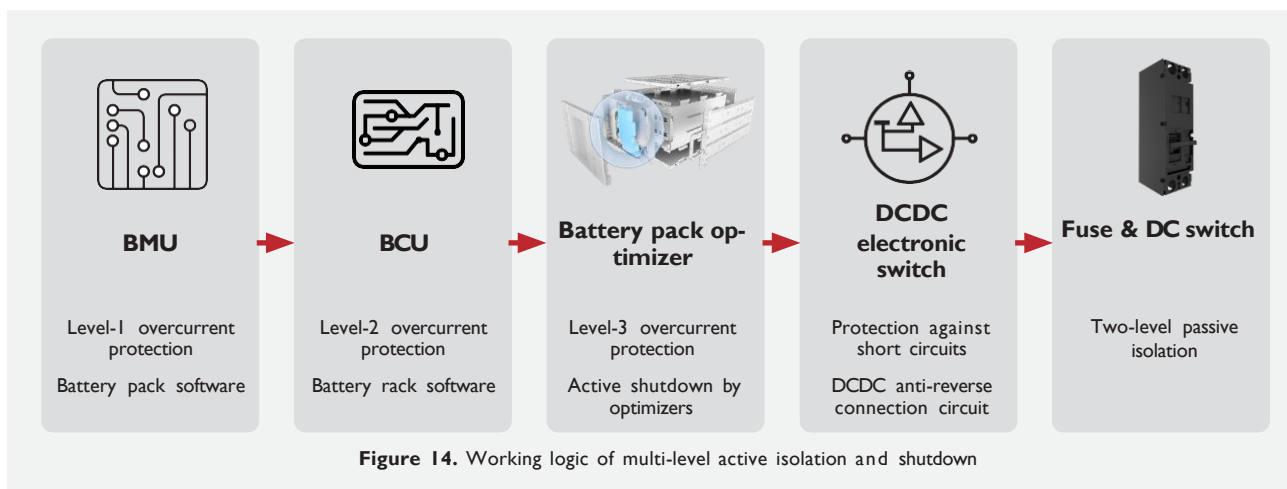 BMU
Level-1 overcurrent
protection
Battery pack software
BCU
Level-2 overcurrent
protection
Battery rack software
Battery pack op-
timizer
Level-3 overcurrent
protection
Active shutdown by
optimizers
DCDC
electronic
switch
Protection against
short circuits
DCDC anti-reverse
connection circuit
Fuse & DC switch
Two-level passive
isolation
Figure 14. Working logic of multi-level active isolation and shutdown